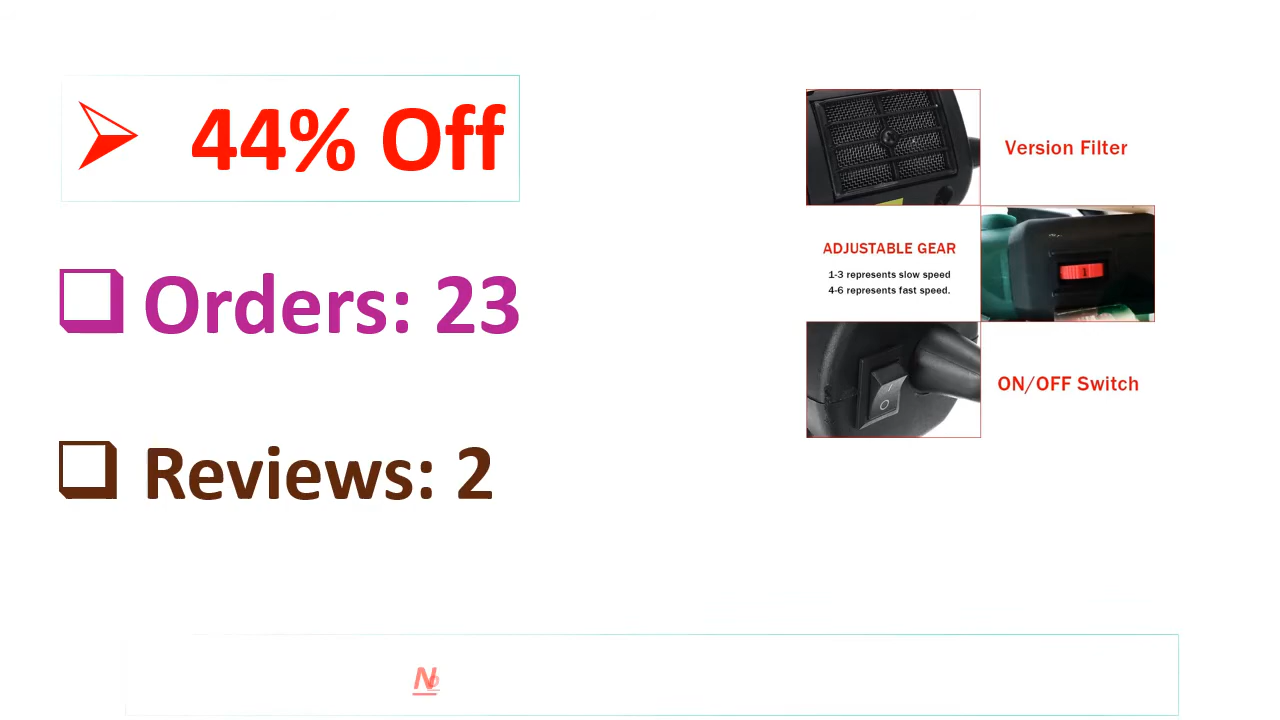 44% Off
Orders: 23
Reviews: 2
Version Filter
ADJUSTABLE GEAR
1-3 represents slow speed
4-6 represents fast speed.
1
ON/OFF Switch